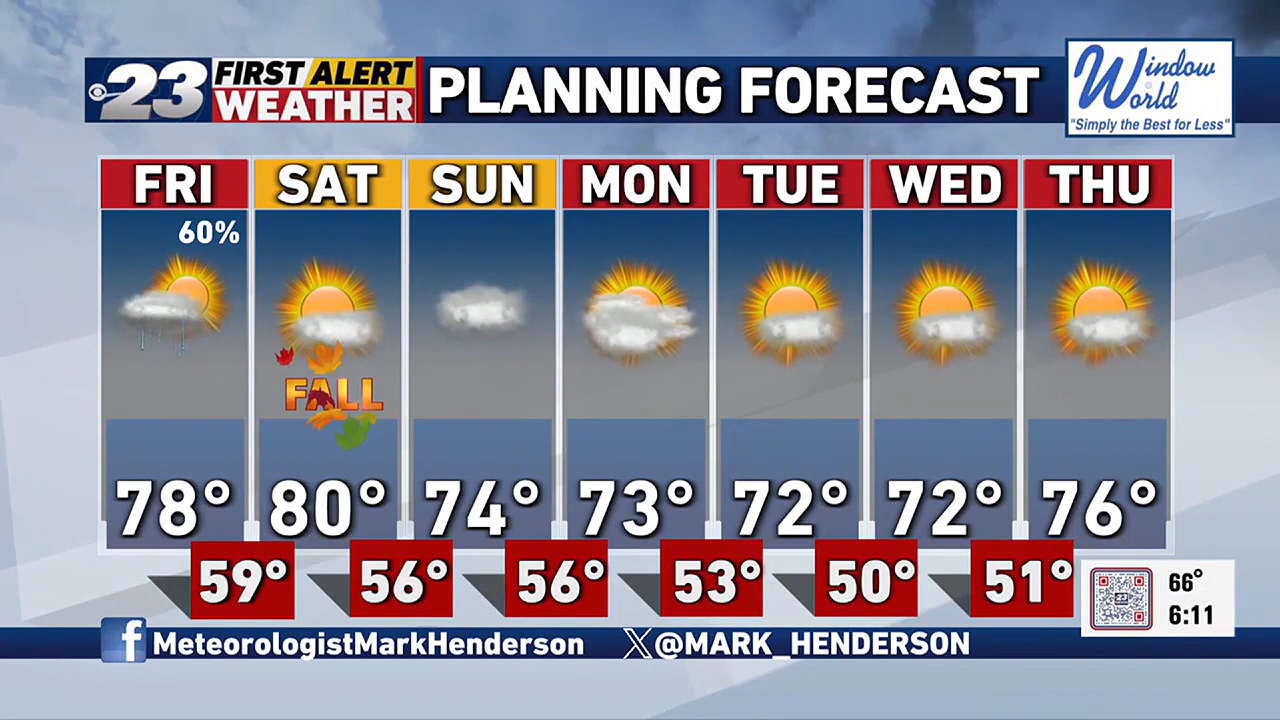 23 FIRST ALERT WEATHER
PLANNING FORECAST
Window World
"Simply the Best for Less"
FRI SAT SUN MON TUE WED THU
60%
FALL
78° 80° 74° 73° 72° 72° 76°
59° 56° 56° 53° 50° 51°
23
66°
6:11
f MeteorologistMarkHenderson X @MARK_HENDERSON